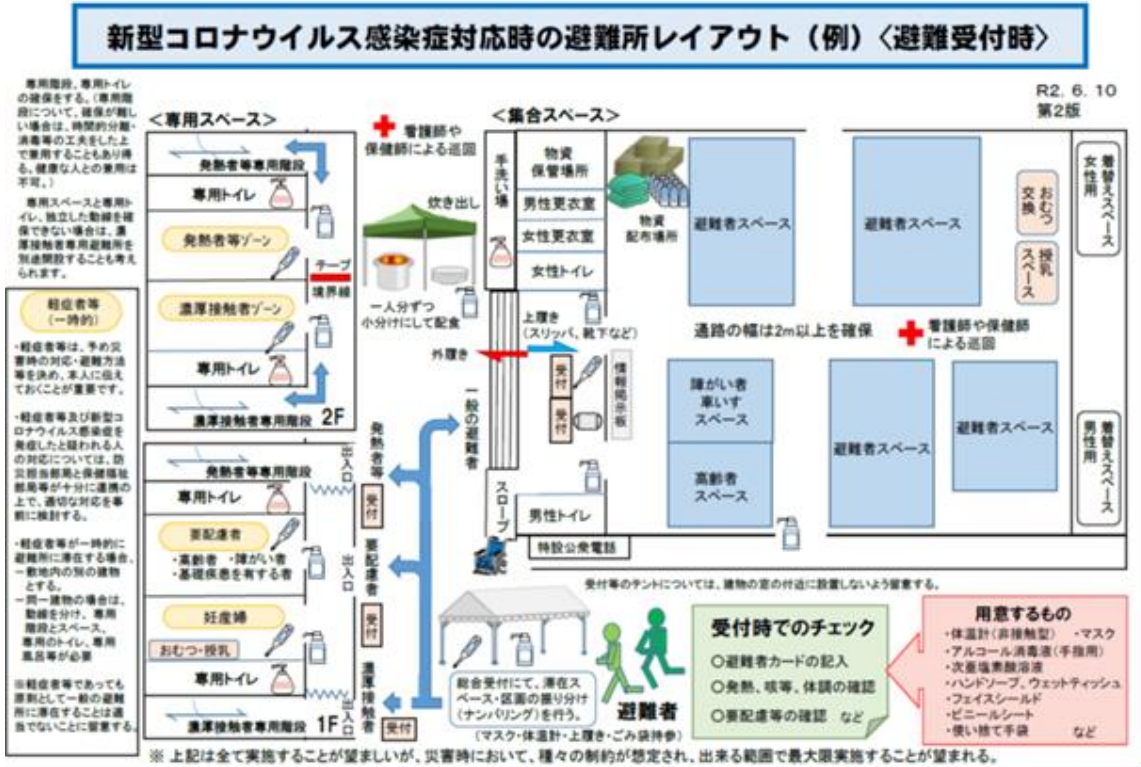 新型コロナウイルス感染症対応時の避難所レイアウト（例）〈避難受付時〉
R2. 6. 10
第2版
専用階段、専用トイレ
の確保をする。（専用階
段について、確保が難し
い場合は、時間的分離・
消毒等の工夫をした上
で兼用することもあり得
る。健康な人との兼用は
不可。）
専用スペースと専用ト
イレ、独立した動線を確
保できない場合は、濃
厚接触者専用避難所を
別途開設することも考え
られます。
軽症者等
（一時的）
・軽症者等は、予め災
害時の対応・避難方法
等を決め、本人に伝え
ておくことが重要です。
・軽症者等及び新型コ
ロナウイルス感染症を
発症したと疑われる人
の対応については、防
災担当部局と保健福祉
部局等が十分に連携の
上で、適切な対応を事
前に検討する。
・軽症者等が一時的に
避難所に滞在する場合、
－敷地内の別の建物
とする。
－同一建物の場合は、
動線を分け、専用
階段とスペース、
専用のトイレ、専用
風呂等が必要
※軽症者等であっても
原則として一般の避難
所に滞在することは適
当でないことに留意する。
＜専用スペース＞
発熱者等専用階段
専用トイレ
発熱者等ゾーン
テープ
境界線
濃厚接触者ゾーン
専用トイレ
濃厚接触者専用階段
2F
発熱者等専用階段
専用トイレ
要配慮者
・高齢者 ・障がい者
・基礎疾患を有する者
妊産婦
おむつ・授乳
専用トイレ
濃厚接触者専用階段
1F
出入口
出入口
出入口
発熱者等
受付
要配慮者
受付
濃厚接触者
受付
看護師や
保健師による巡回
炊き出し
一人分ずつ
小分けにして配食
一般の避難者
＜集合スペース＞
手洗い場
物資
保管場所
男性更衣室
女性更衣室
女性トイレ
物資
配布場所
上履き
（スリッパ、靴下など）
外履き
受付
受付
情報掲示板
スロープ
男性トイレ
特設公衆電話
避難者スペース
避難者スペース
おむつ
交換
授乳
スペース
女性用
着替えスペース
通路の幅は2m以上を確保
看護師や保健師
による巡回
障がい者
車いす
スペース
高齢者
スペース
避難者スペース
避難者スペース
男性用
着替えスペース
受付等のテントについては、建物の窓の付近に設置しないよう留意する。
総合受付にて、滞在ス
ペース・区画の振り分け
（ナンバリング）を行う。
避難者
（マスク・体温計・上履き・ごみ袋持参）
受付時でのチェック
○避難者カードの記入
○発熱、咳等、体調の確認
○要配慮等の確認 など
用意するもの
・体温計（非接触型） ・マスク
・アルコール消毒液（手指用）
・次亜塩素酸溶液
・ハンドソープ、ウェットティッシュ
・フェイスシールド
・ビニールシート
・使い捨て手袋 など
※ 上記は全て実施することが望ましいが、災害時において、種々の制約が想定され、出来る範囲で最大限実施することが望まれる。